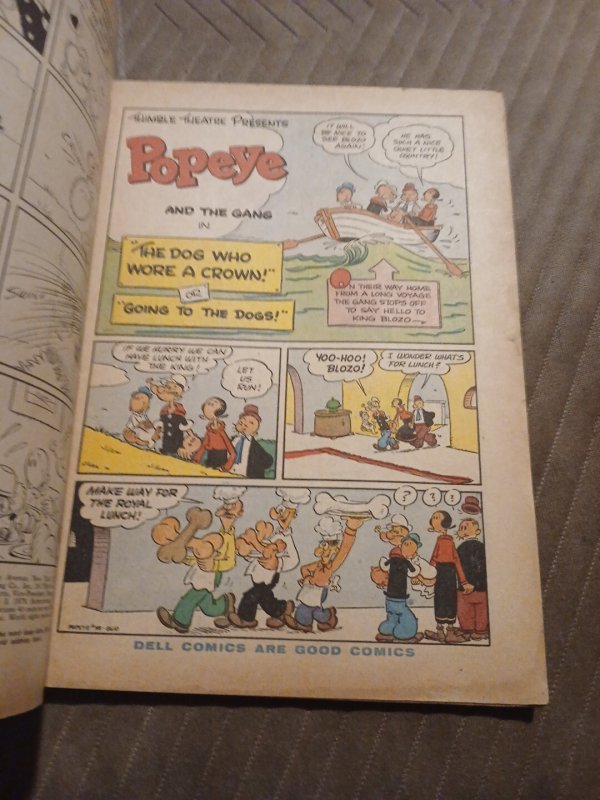 THIMBLE THEATRE PRESENTS
Popeye
AND THE GANG
IN
"THE DOG WHO
WORE A CROWN!"
OR
"GOING TO THE DOGS!"
IT WILL
BE NICE TO
SEE BLOZO
AGAIN!
HE HAS
SUCH A NICE
QUIET LITTLE
COUNTRY!
ON THEIR WAY HOME
FROM A LONG VOYAGE
THE GANG STOPS OFF
TO SAY HELLO TO
KING BLOZO
IF WE HURRY WE CAN
HAVE LUNCH WITH
THE KING!
LET
US
RUN!
YOO-HOO!
BLOZO!
I WONDER WHAT'S
FOR LUNCH?
MAKE WAY FOR
THE ROYAL
LUNCH!
?
?
?
DELL COMICS ARE GOOD COMICS